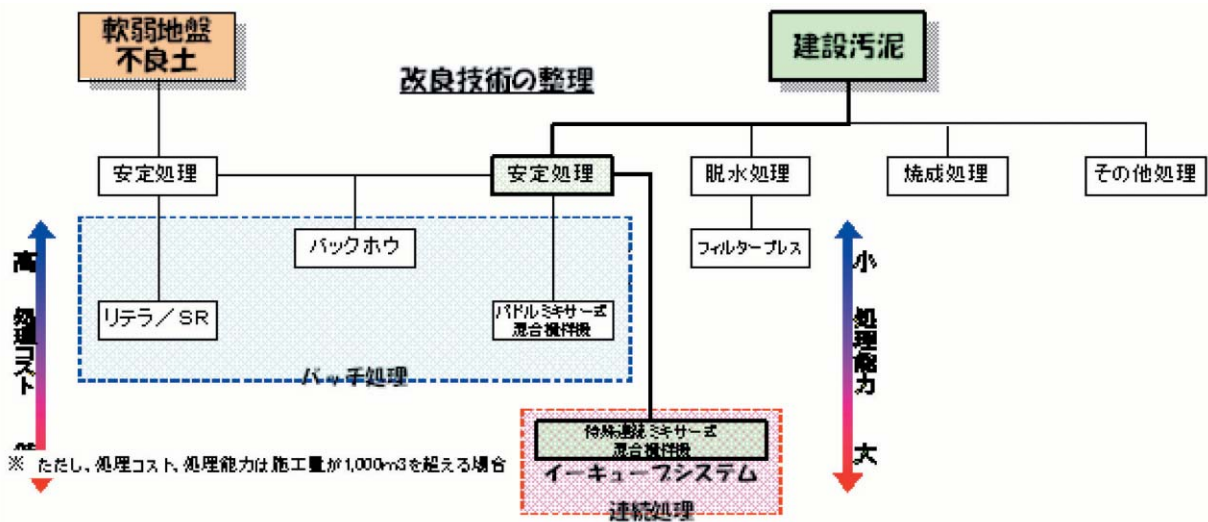 軟弱地盤
不良土
建設汚泥
改良技術の整理
安定処理
安定処理
脱水処理
焼成処理
その他処理
バックホウ
フィルタープレス
リテラ/SR
パドルミキサー式
混合攪拌機
バッチ処理
高
処理コスト
小
処理能力
大
特殊連続ミキサー式
混合攪拌機
イーキューブシステム
連続処理
※ ただし、処理コスト、処理能力は施工量が1,000m3を超える場合